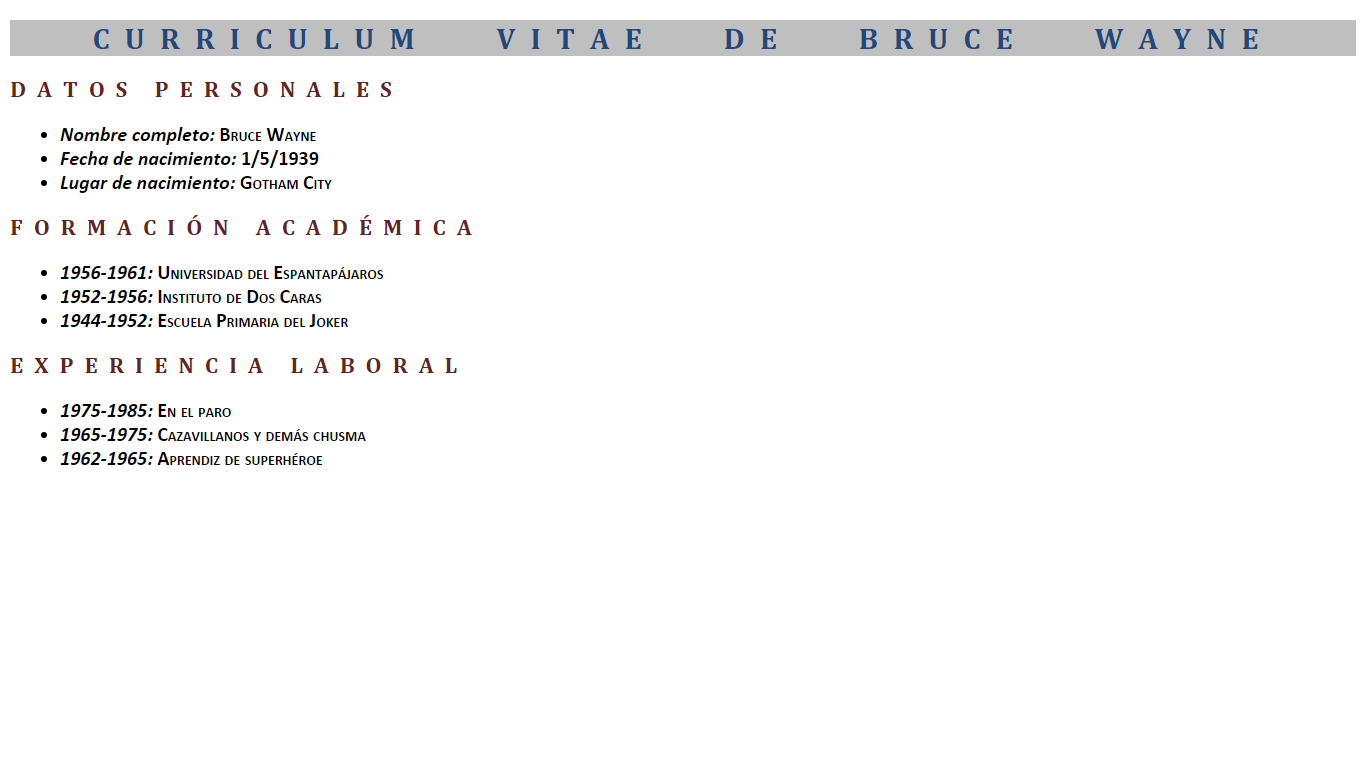 CURRICULUM VITAE DE BRUCE WAYNE
DATOS PERSONALES
• Nombre completo: Bruce Wayne
• Fecha de nacimiento: 1/5/1939
• Lugar de nacimiento: Gotham City
FORMACIÓN ACADÉMICA
• 1956-1961: Universidad del Espantapájaros
• 1952-1956: Instituto de Dos Caras
• 1944-1952: Escuela Primaria del Joker
EXPERIENCIA LABORAL
• 1975-1985: En el paro
• 1965-1975: Cazavillanos y demás chusma
• 1962-1965: Aprendiz de superhéroe